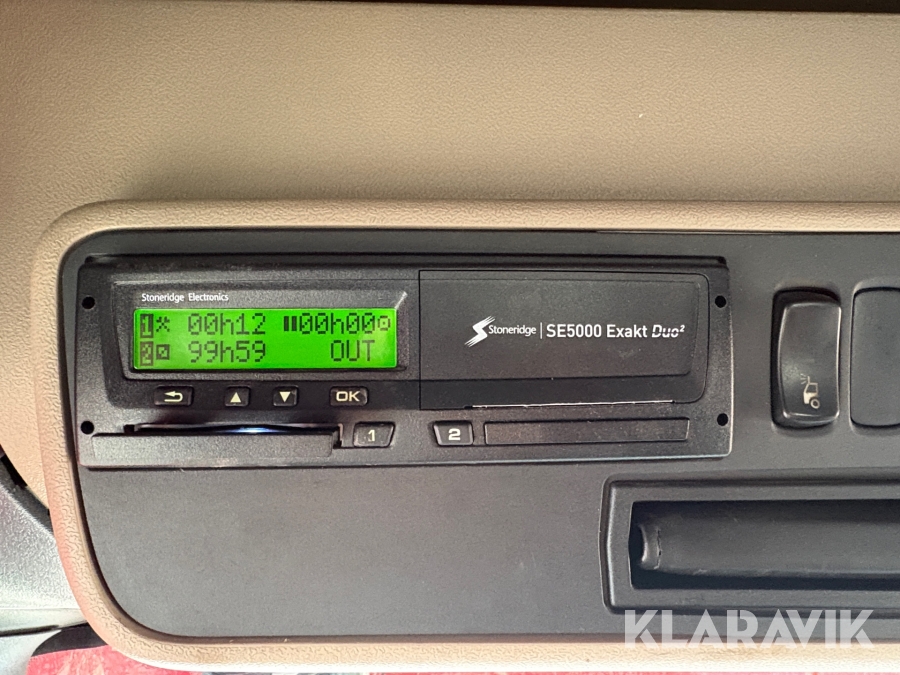 Stoneridge Electronics
1 00h12 00h00
2 99h59 OUT
Stoneridge SE5000 Exakt Duo²
OK
1 2
KLARAVIK